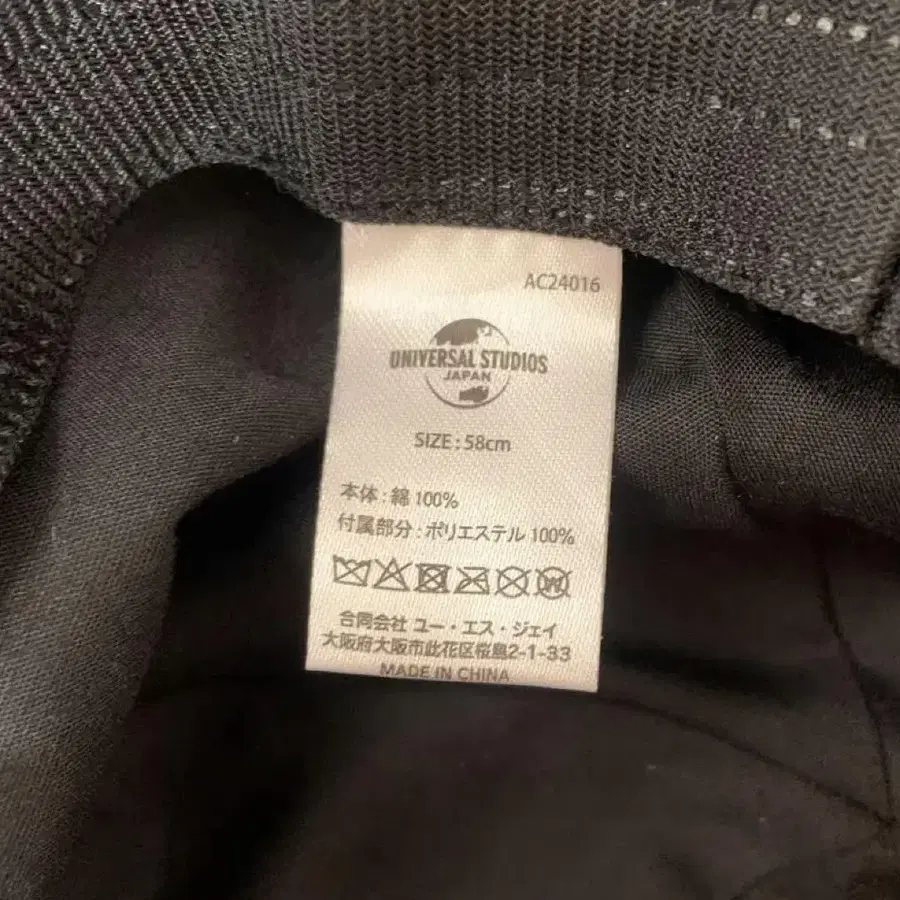 AC24016
UNIVERSAL STUDIOS
JAPAN
SIZE : 58cm
本体 : 綿 100%
付属部分 : ポリエステル 100%
W
合同会社 ユー・エス・ジェイ
大阪府大阪市此花区桜島2-1-33
MADE IN CHINA